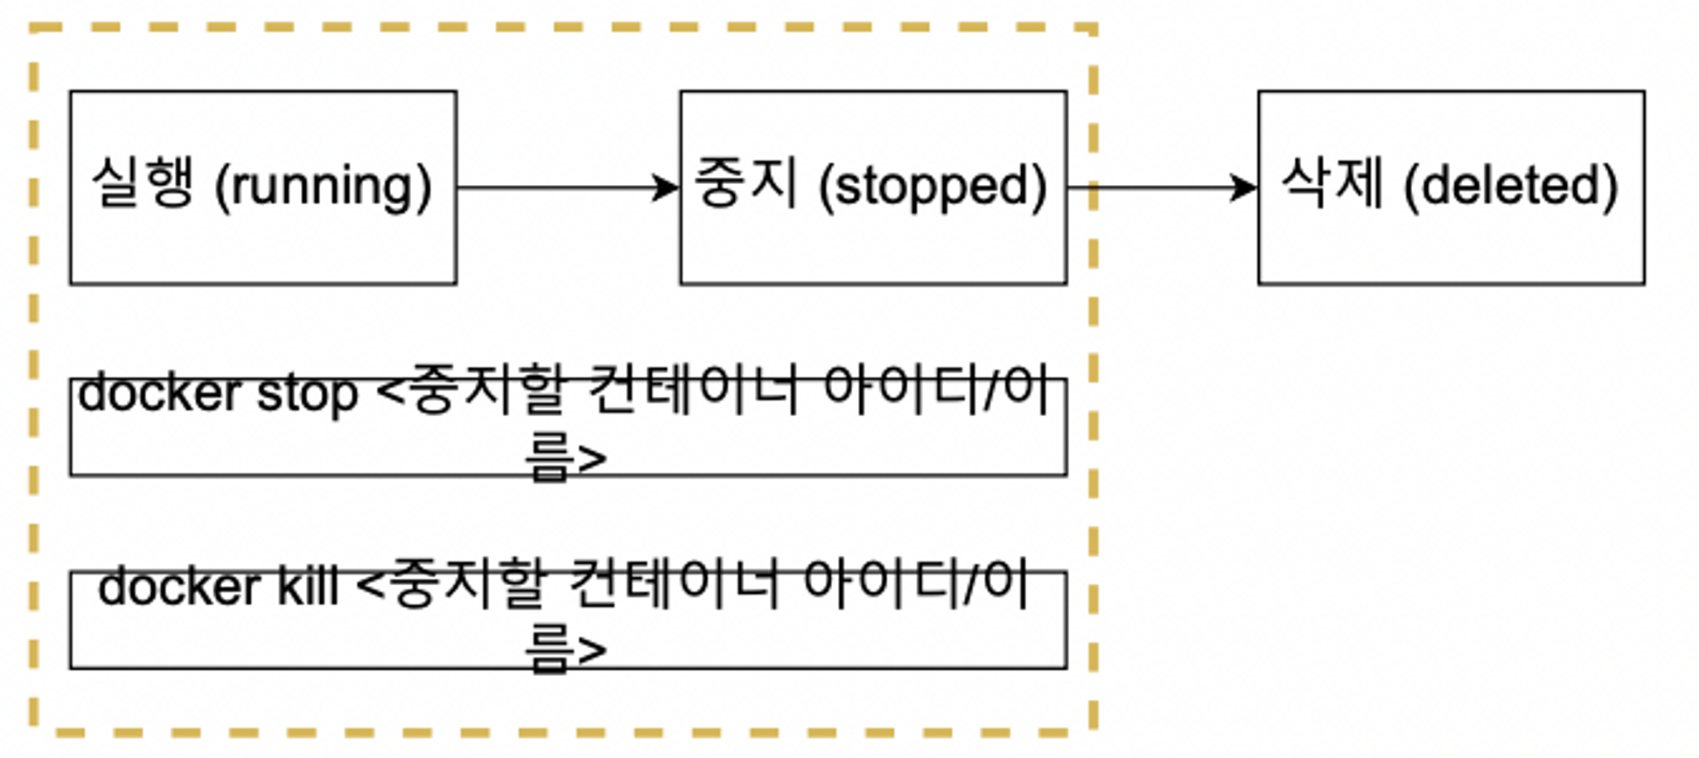 실행 (running)
중지 (stopped)
삭제 (deleted)
docker stop <중지할 컨테이너 아이디/이
름>
docker kill <중지할 컨테이너 아이디/이
름>